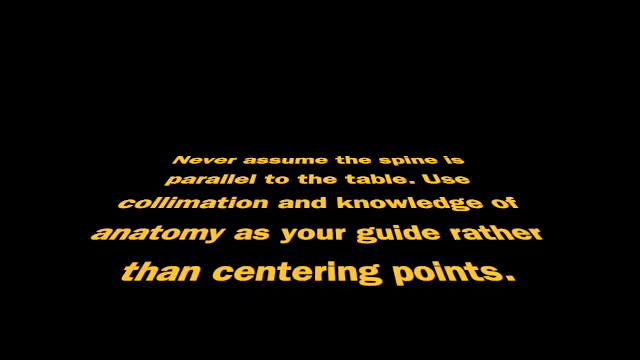 Never assume the spine is
parallel to the table. Use
collimation and knowledge of
anatomy as your guide rather
than centering points.